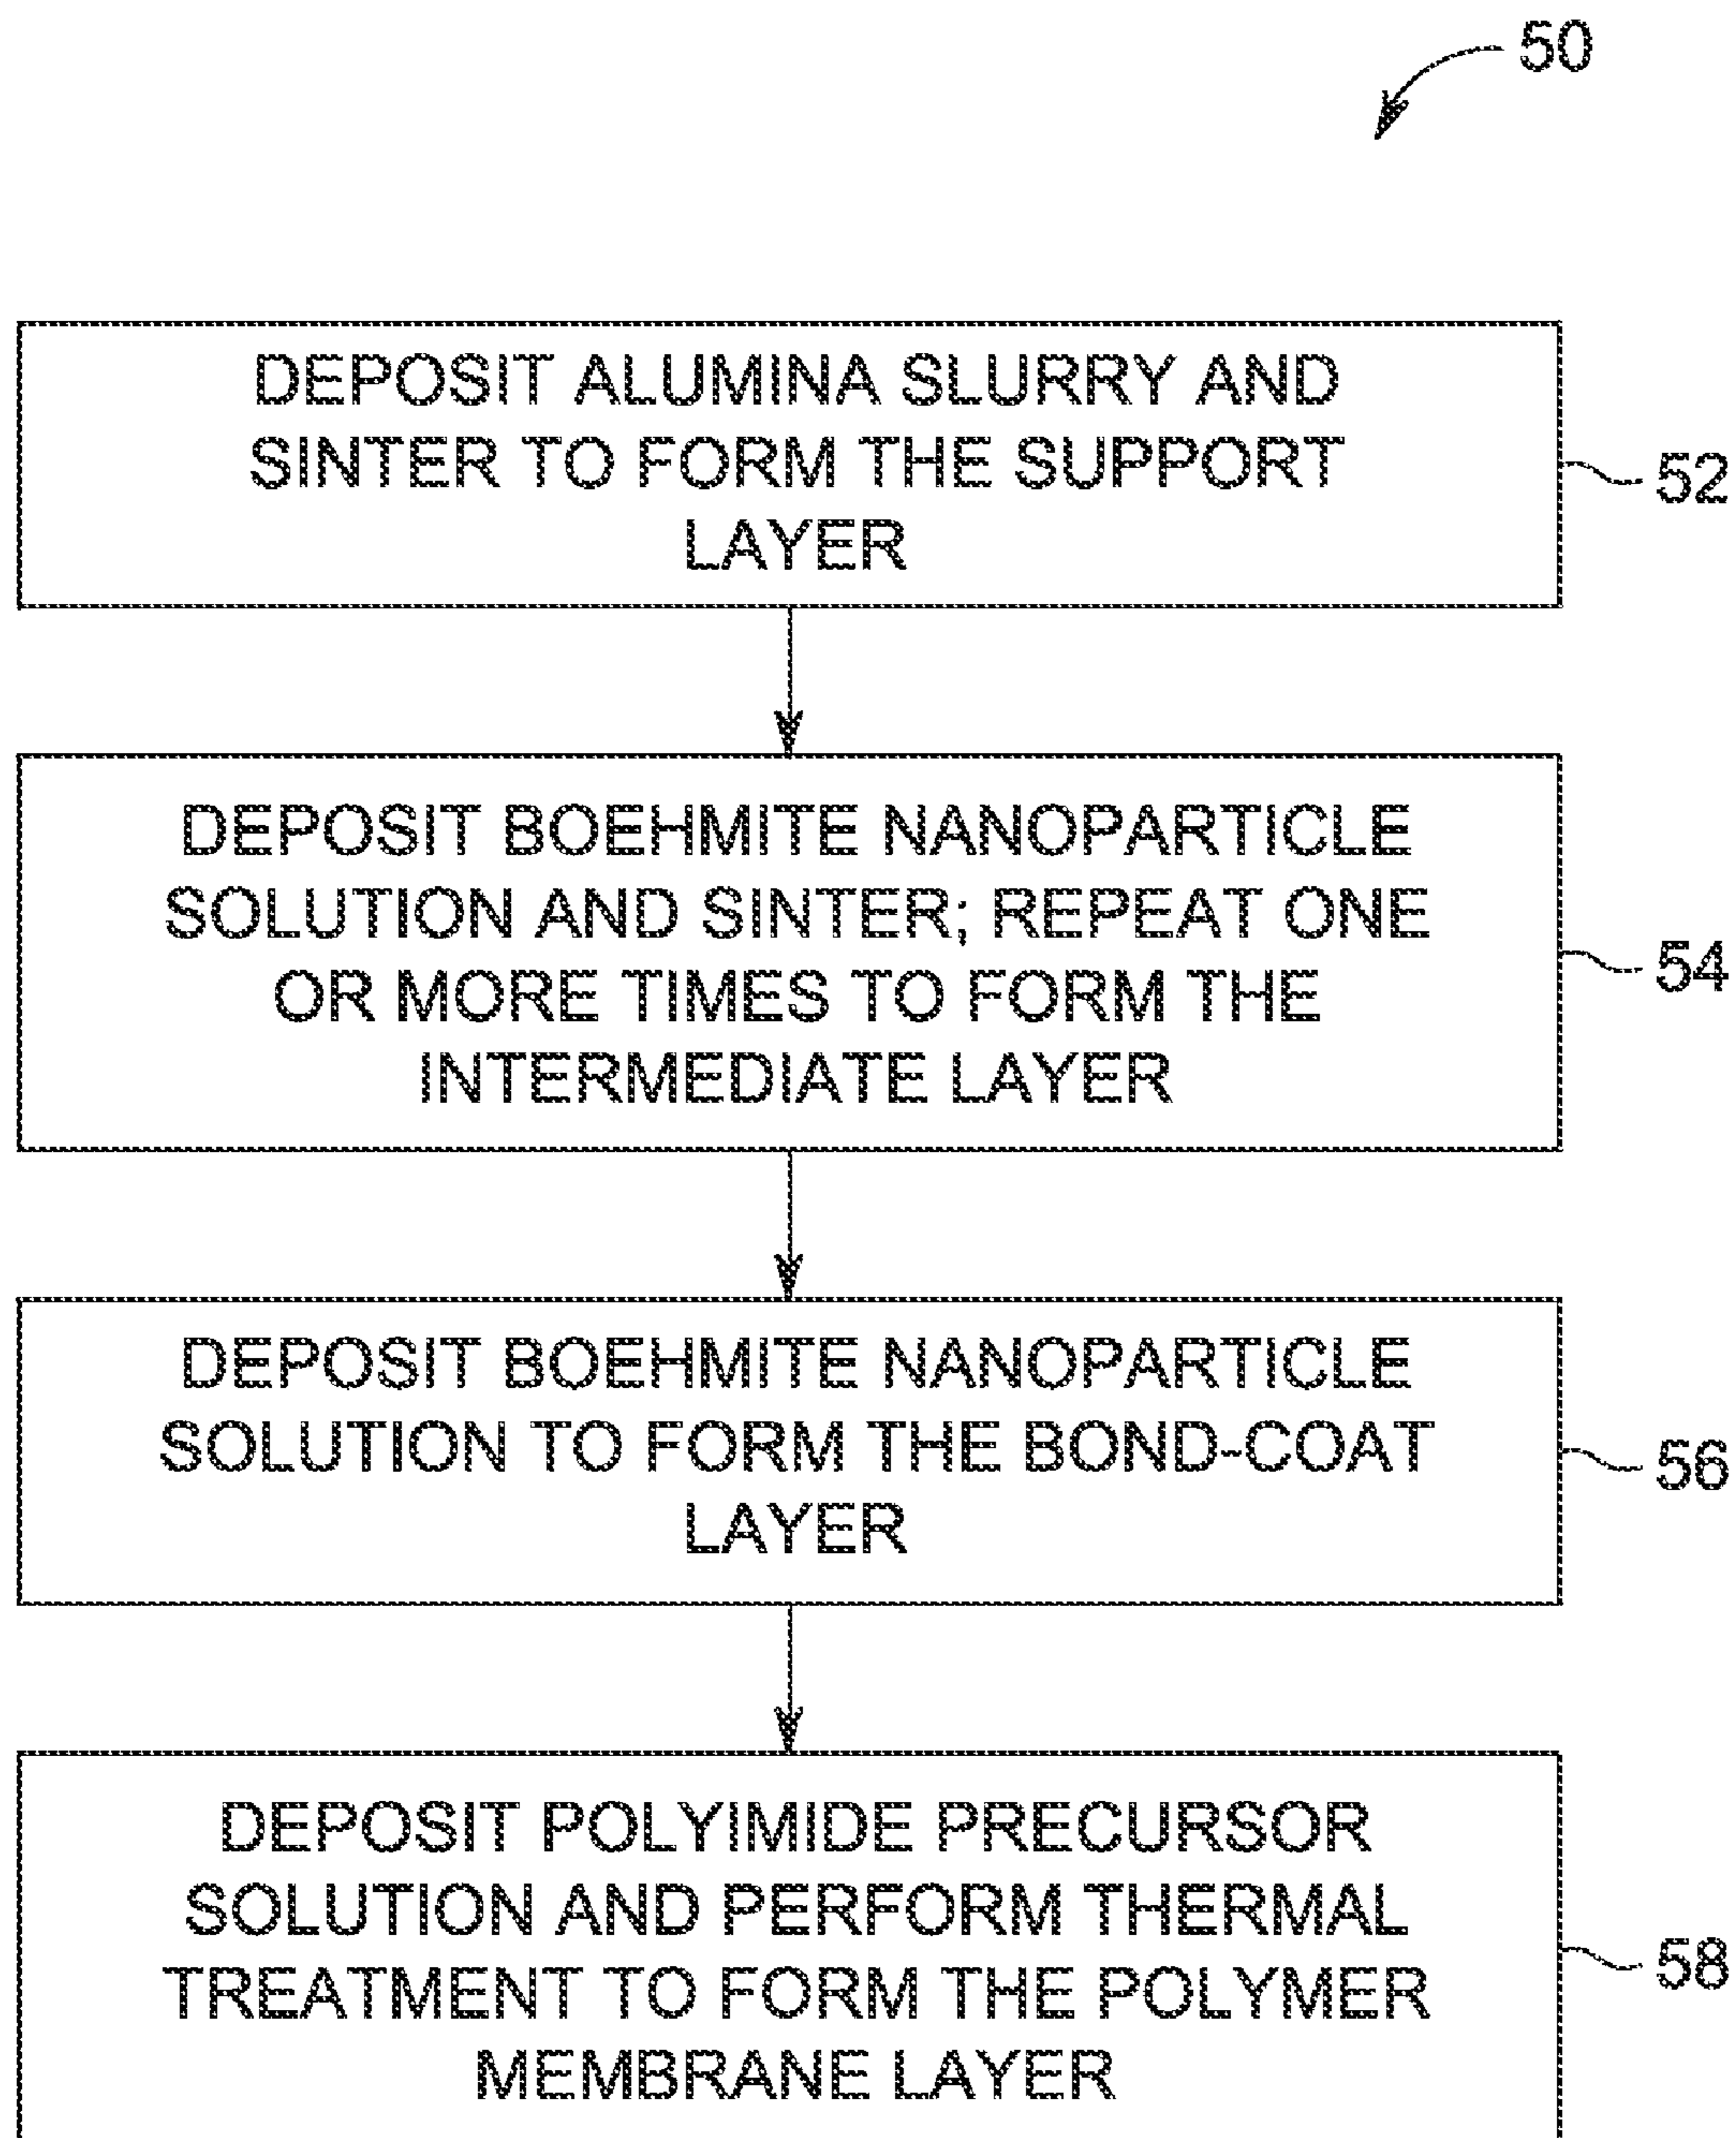 50
DEPOSIT ALUMINA SLURRY AND
SINTER TO FORM THE SUPPORT
LAYER
52
DEPOSIT BOEHMITE NANOPARTICLE
SOLUTION AND SINTER; REPEAT ONE
OR MORE TIMES TO FORM THE
INTERMEDIATE LAYER
54
DEPOSIT BOEHMITE NANOPARTICLE
SOLUTION TO FORM THE BOND-COAT
LAYER
56
DEPOSIT POLYIMIDE PRECURSOR
SOLUTION AND PERFORM THERMAL
TREATMENT TO FORM THE POLYMER
MEMBRANE LAYER
58